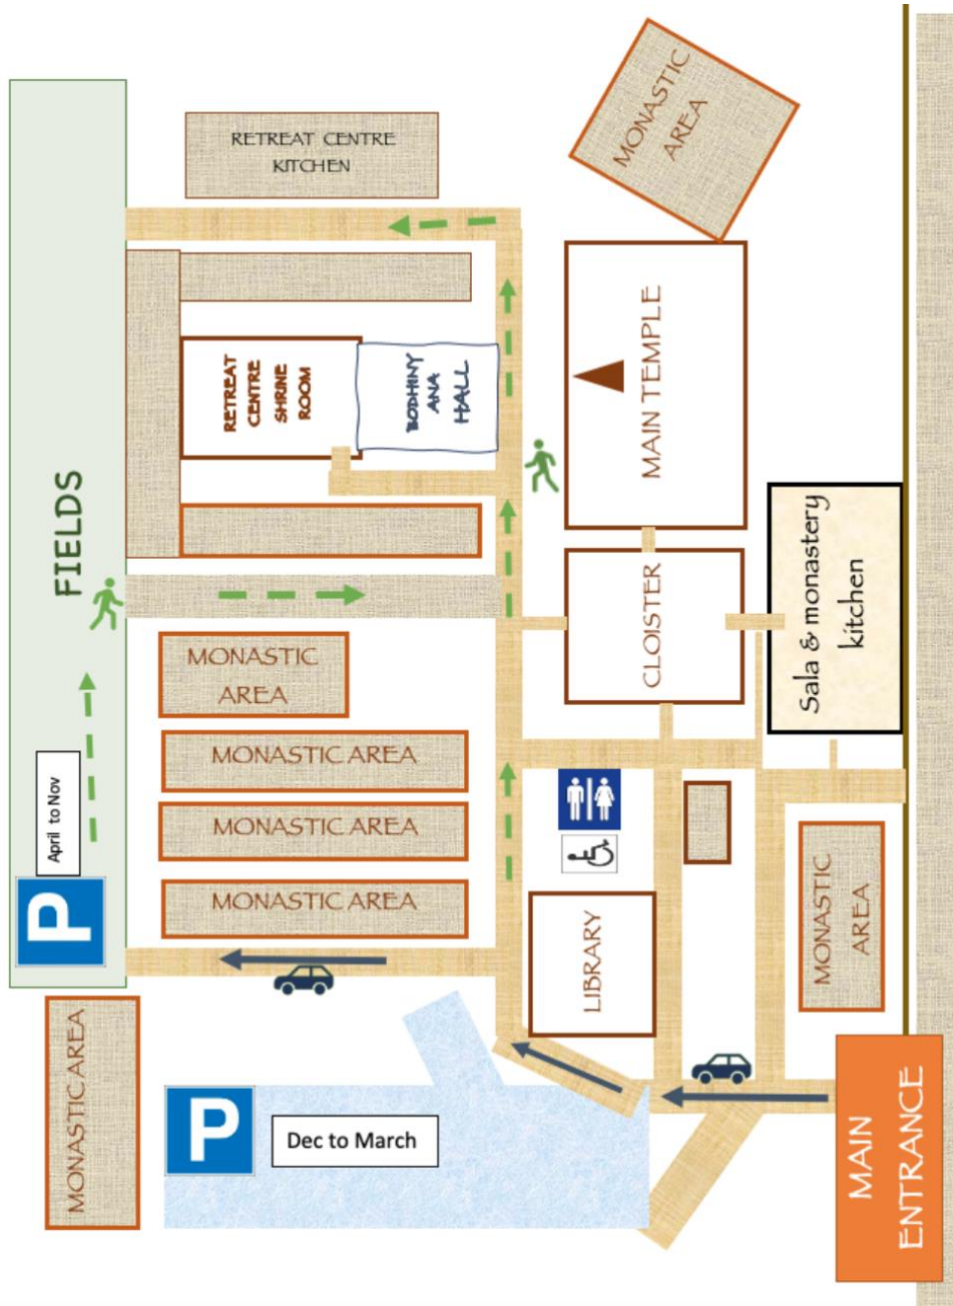 MONASTIC
AREA
RETREAT CENTRE
KITCHEN
MAIN TEMPLE
RETREAT
CENTRE
SHRINE
ROOM
BODHINY
ANA
HALL
FIELDS
Sala & monastery
kitchen
CLOISTER
MONASTIC
AREA
MONASTIC AREA
MONASTIC AREA
MONASTIC AREA
April to Nov
P
LIBRARY
MONASTIC
AREA
MONASTIC AREA
P
Dec to March
MAIN
ENTRANCE